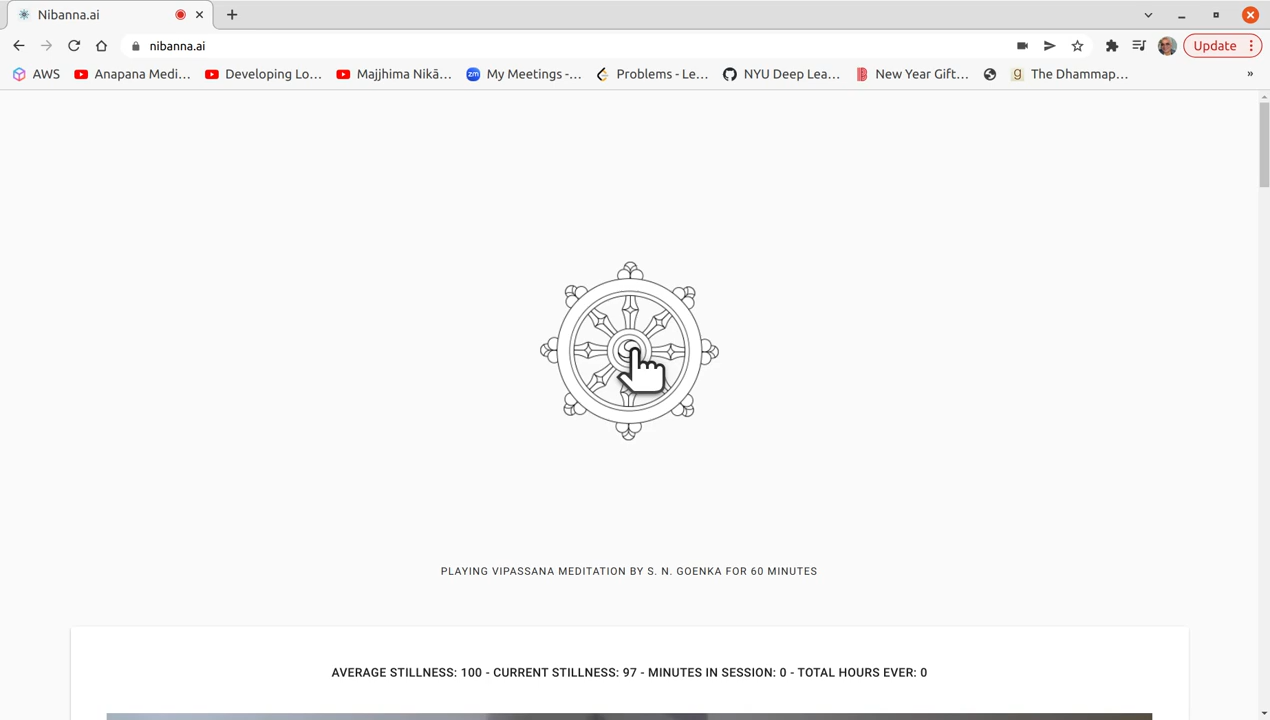 Nibanna.ai
nibanna.ai
Update
AWS
Anapana Medi...
Developing Lo...
Majjhima Nikā...
zm
My Meetings -...
Problems - Le...
NYU Deep Lea...
New Year Gift...
g
The Dhammap...
»
PLAYING VIPASSANA MEDITATION BY S. N. GOENKA FOR 60 MINUTES
AVERAGE STILLNESS: 100 - CURRENT STILLNESS: 97 - MINUTES IN SESSION: 0 - TOTAL HOURS EVER: 0